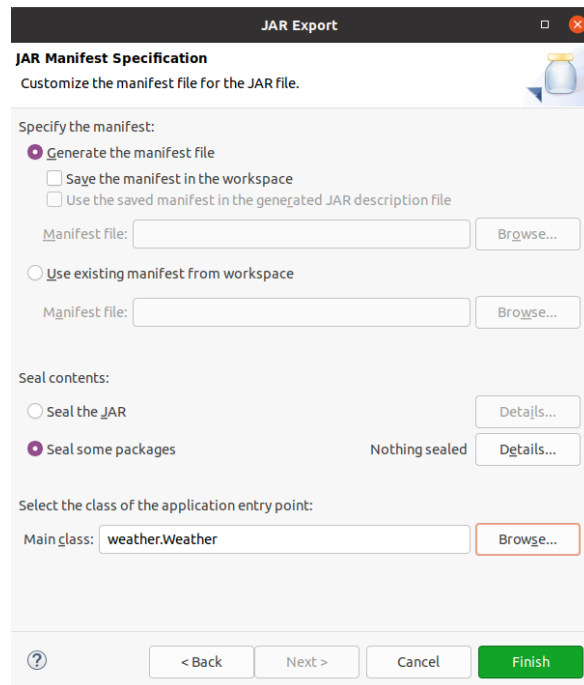 JAR Export
JAR Manifest Specification
Customize the manifest file for the JAR file.
Specify the manifest:
Generate the manifest file
Save the manifest in the workspace
Use the saved manifest in the generated JAR description file
Manifest file: Browse...
Use existing manifest from workspace
Manifest file: Browse...
Seal contents:
Seal the JAR Details...
Seal some packages Nothing sealed Details...
Select the class of the application entry point:
Main class: weather.Weather Browse...
? < Back Next > Cancel Finish